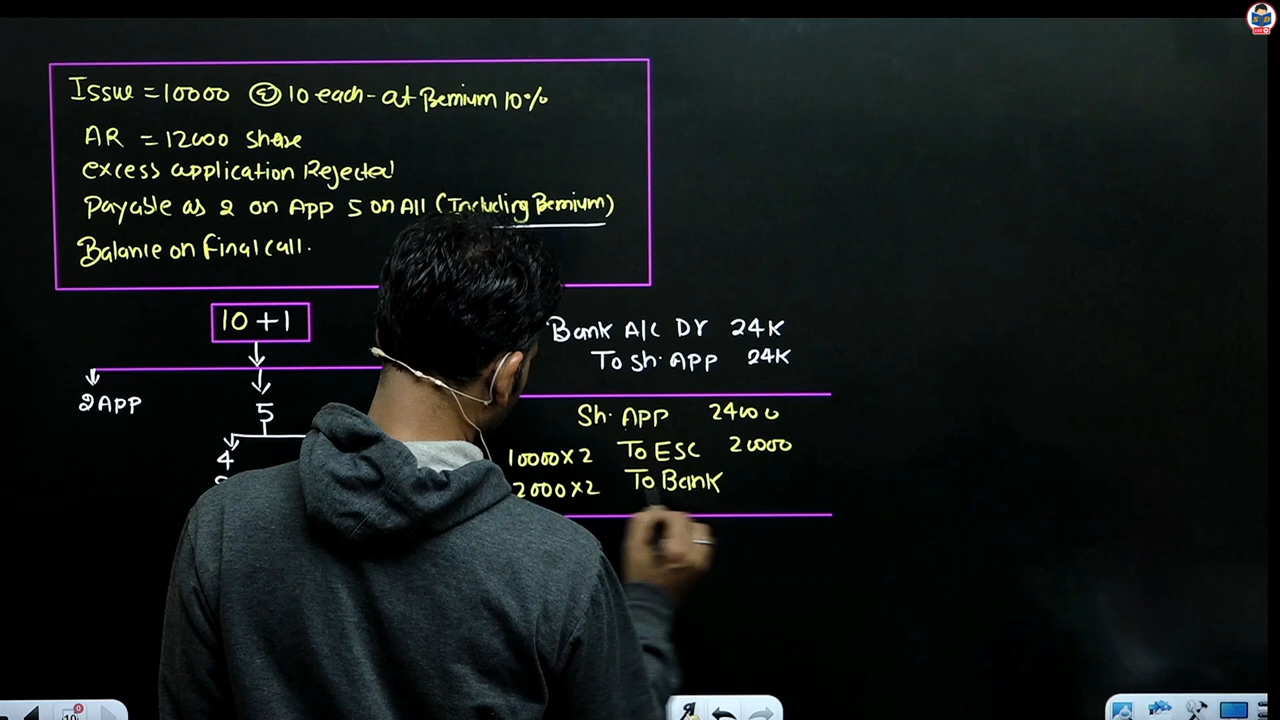 Issue = 10000 @ 10 each - at Premium 10%
AR = 12000 Share
excess application Rejected
Payable as 2 on App 5 on All (Including Premium)
Balance on final call.
10 + 1
2 APP
5
4
Bank A/C Dr 24K
To Sh. APP 24K
Sh. APP 24000
10000 x 2 To ESC 20000
2000 x 2 To Bank